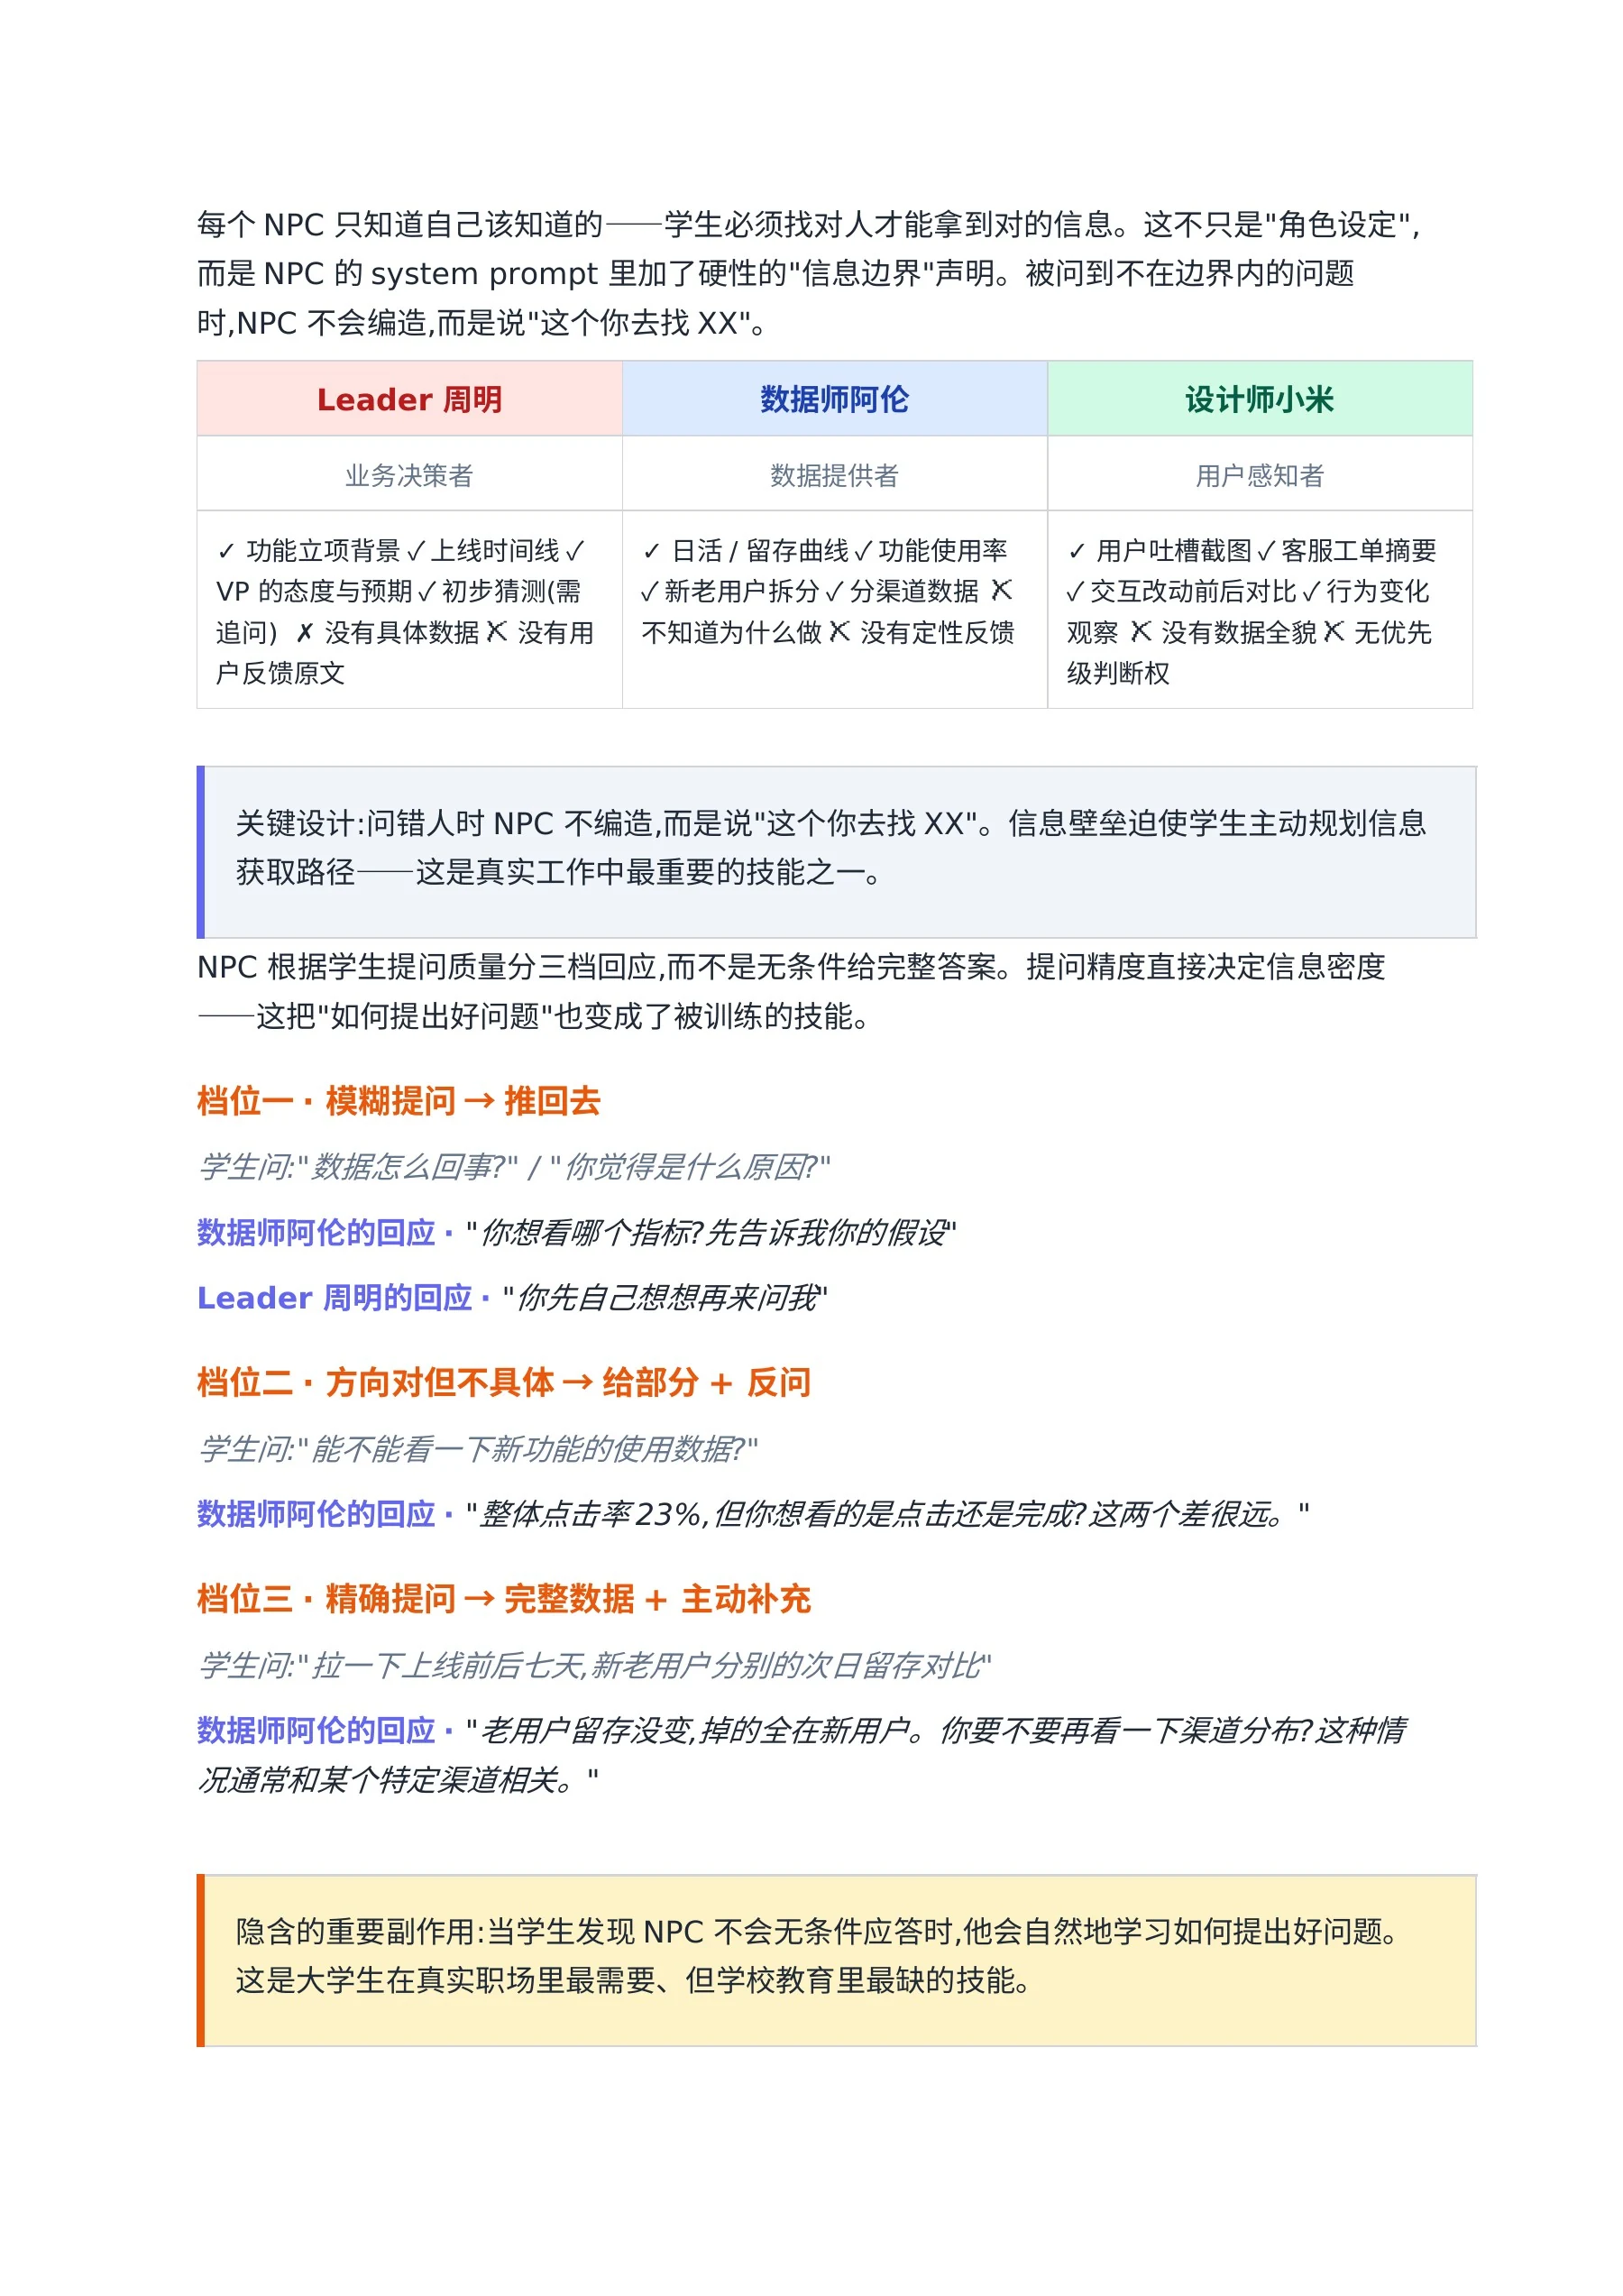 每个 NPC 只知道自己该知道的——学生必须找对人才能拿到对的信息。这不只是"角色设定",
而是 NPC 的 system prompt 里加了硬性的"信息边界"声明。被问到不在边界内的问题
时,NPC 不会编造,而是说"这个你去找 XX"。
Leader 周明
数据师阿伦
设计师小米
业务决策者
数据提供者
用户感知者
✓ 功能立项背景 ✓ 上线时间线 ✓
VP 的态度与预期 ✓ 初步猜测(需
追问) ✗ 没有具体数据 ✗ 没有用
户反馈原文
✓ 日活 / 留存曲线 ✓ 功能使用率
✓ 新老用户拆分 ✓ 分渠道数据 ✗
不知道为什么做 ✗ 没有定性反馈
✓ 用户吐槽截图 ✓ 客服工单摘要
✓ 交互改动前后对比 ✓ 行为变化
观察 ✗ 没有数据全貌 ✗ 无优先
级判断权
关键设计:问错人时 NPC 不编造,而是说"这个你去找 XX"。信息壁垒迫使学生主动规划信息
获取路径——这是真实工作中最重要的技能之一。
NPC 根据学生提问质量分三档回应,而不是无条件给完整答案。提问精度直接决定信息密度
——这把"如何提出好问题"也变成了被训练的技能。
档位一 · 模糊提问 → 推回去
学生问:"数据怎么回事?" / "你觉得是什么原因?"
数据师阿伦的回应 · "你想看哪个指标?先告诉我你的假设"
Leader 周明的回应 · "你先自己想想再来问我"
档位二 · 方向对但不具体 → 给部分 + 反问
学生问:"能不能看一下新功能的使用数据?"
数据师阿伦的回应 · "整体点击率 23%,但你想看的是点击还是完成?这两个差很远。"
档位三 · 精确提问 → 完整数据 + 主动补充
学生问:"拉一下上线前后七天,新老用户分别的次日留存对比"
数据师阿伦的回应 · "老用户留存没变,掉的全在新用户。你要不要再看一下渠道分布?这种情
况通常和某个特定渠道相关。"
隐含的重要副作用:当学生发现 NPC 不会无条件应答时,他会自然地学习如何提出好问题。
这是大学生在真实职场里最需要、但学校教育里最缺的技能。